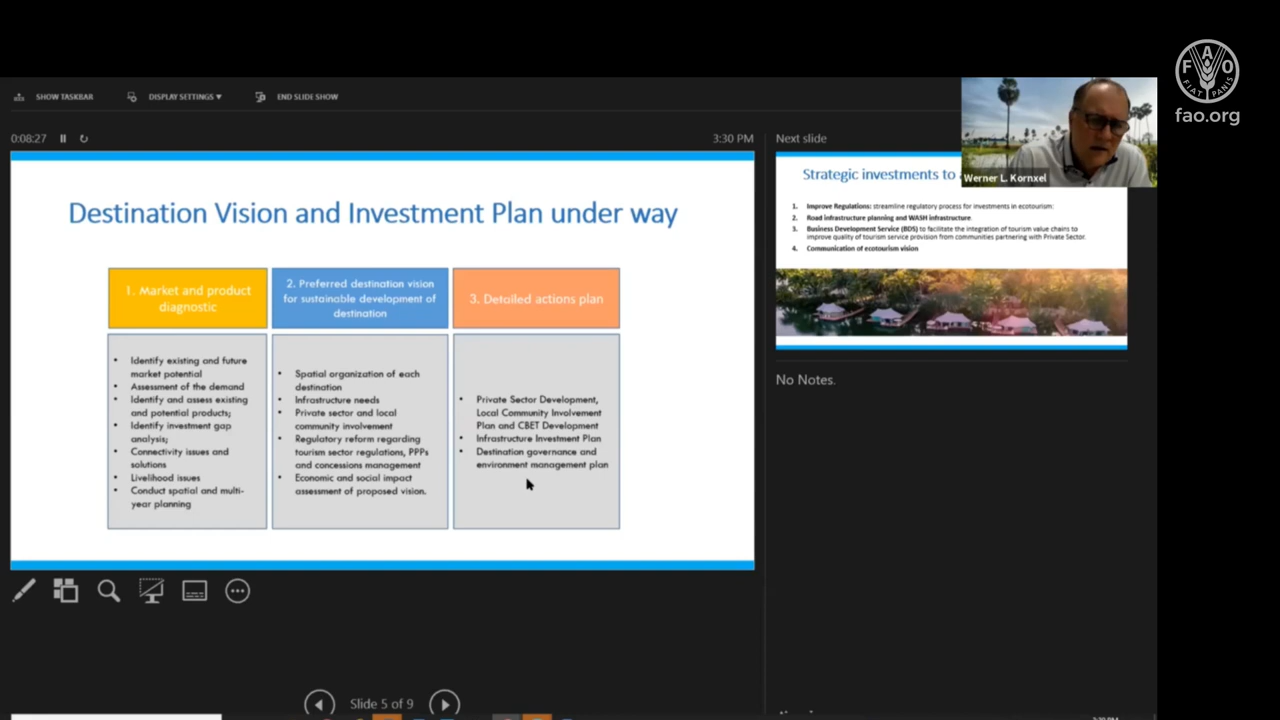 FAO
FIAT PANIS
fao.org
SHOW TASKBAR
DISPLAY SETTINGS ▾
END SLIDE SHOW
0:08:27
3:30 PM
Next slide
Werner L. Kornxel
Destination Vision and Investment Plan under way
1. Market and product
diagnostic
• Identify existing and future
market potential
• Assessment of the demand
• Identify and assess existing
and potential products;
• Identify investment gap
analysis;
• Connectivity issues and
solutions
• Livelihood issues
• Conduct spatial and multi-
year planning
2. Preferred destination vision
for sustainable development of
destination
• Spatial organization of each
destination
• Infrastructure needs
• Private sector and local
community involvement
• Regulatory reform regarding
tourism sector regulations, PPPs
and concessions management
• Economic and social impact
assessment of proposed vision.
3. Detailed actions plan
• Private Sector Development,
Local Community Involvement
Plan and CBET Development
• Infrastructure Investment Plan
• Destination governance and
environment management plan
Strategic investments to
1. Improve Regulations: streamline regulatory process for investments in ecotourism:
2. Road infrastructure planning and WASH infrastructure
3. Business Development Service (BDS) to facilitate the integration of tourism value chains to
improve quality of tourism service provision from communities partnering with Private Sector.
4. Communication of ecotourism vision
No Notes.
Slide 5 of 9